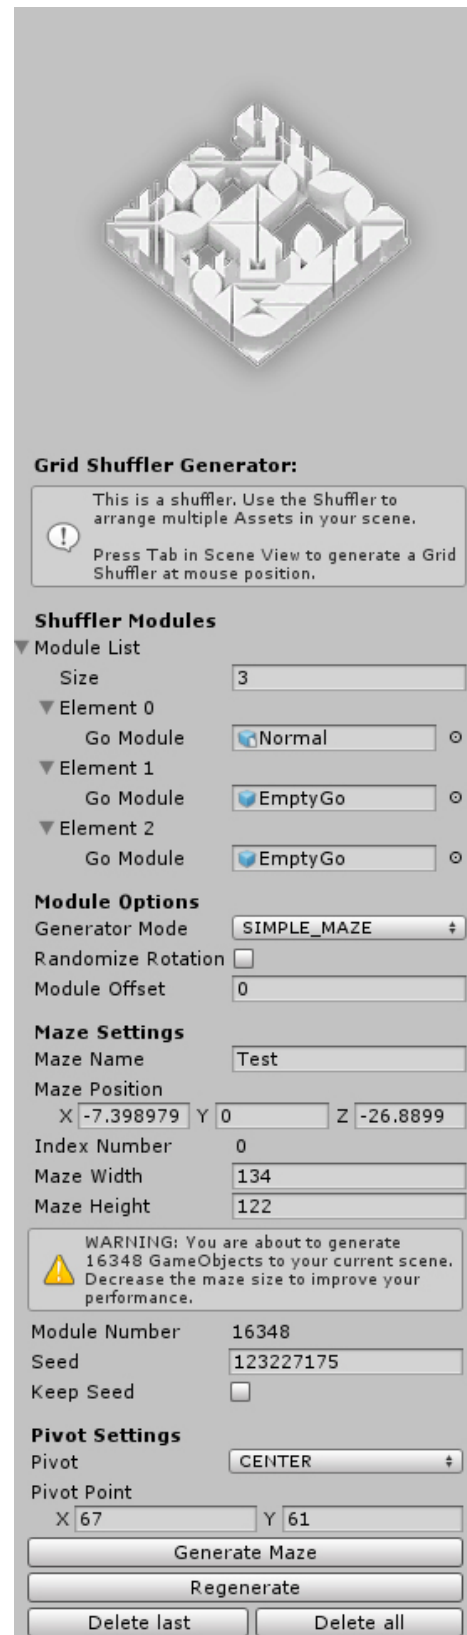 Grid Shuffler Generator:
This is a shuffler. Use the Shuffler to
arrange multiple Assets in your scene.
Press Tab in Scene View to generate a Grid
Shuffler at mouse position.
Shuffler Modules
Module List
Size 3
Element 0
Go Module Normal
Element 1
Go Module EmptyGo
Element 2
Go Module EmptyGo
Module Options
Generator Mode SIMPLE_MAZE
Randomize Rotation
Module Offset 0
Maze Settings
Maze Name Test
Maze Position
X -7.398979 Y 0 Z -26.8899
Index Number 0
Maze Width 134
Maze Height 122
WARNING: You are about to generate
16348 GameObjects to your current scene.
Decrease the maze size to improve your
performance.
Module Number 16348
Seed 123227175
Keep Seed
Pivot Settings
Pivot CENTER
Pivot Point
X 67 Y 61
Generate Maze
Regenerate
Delete last Delete all